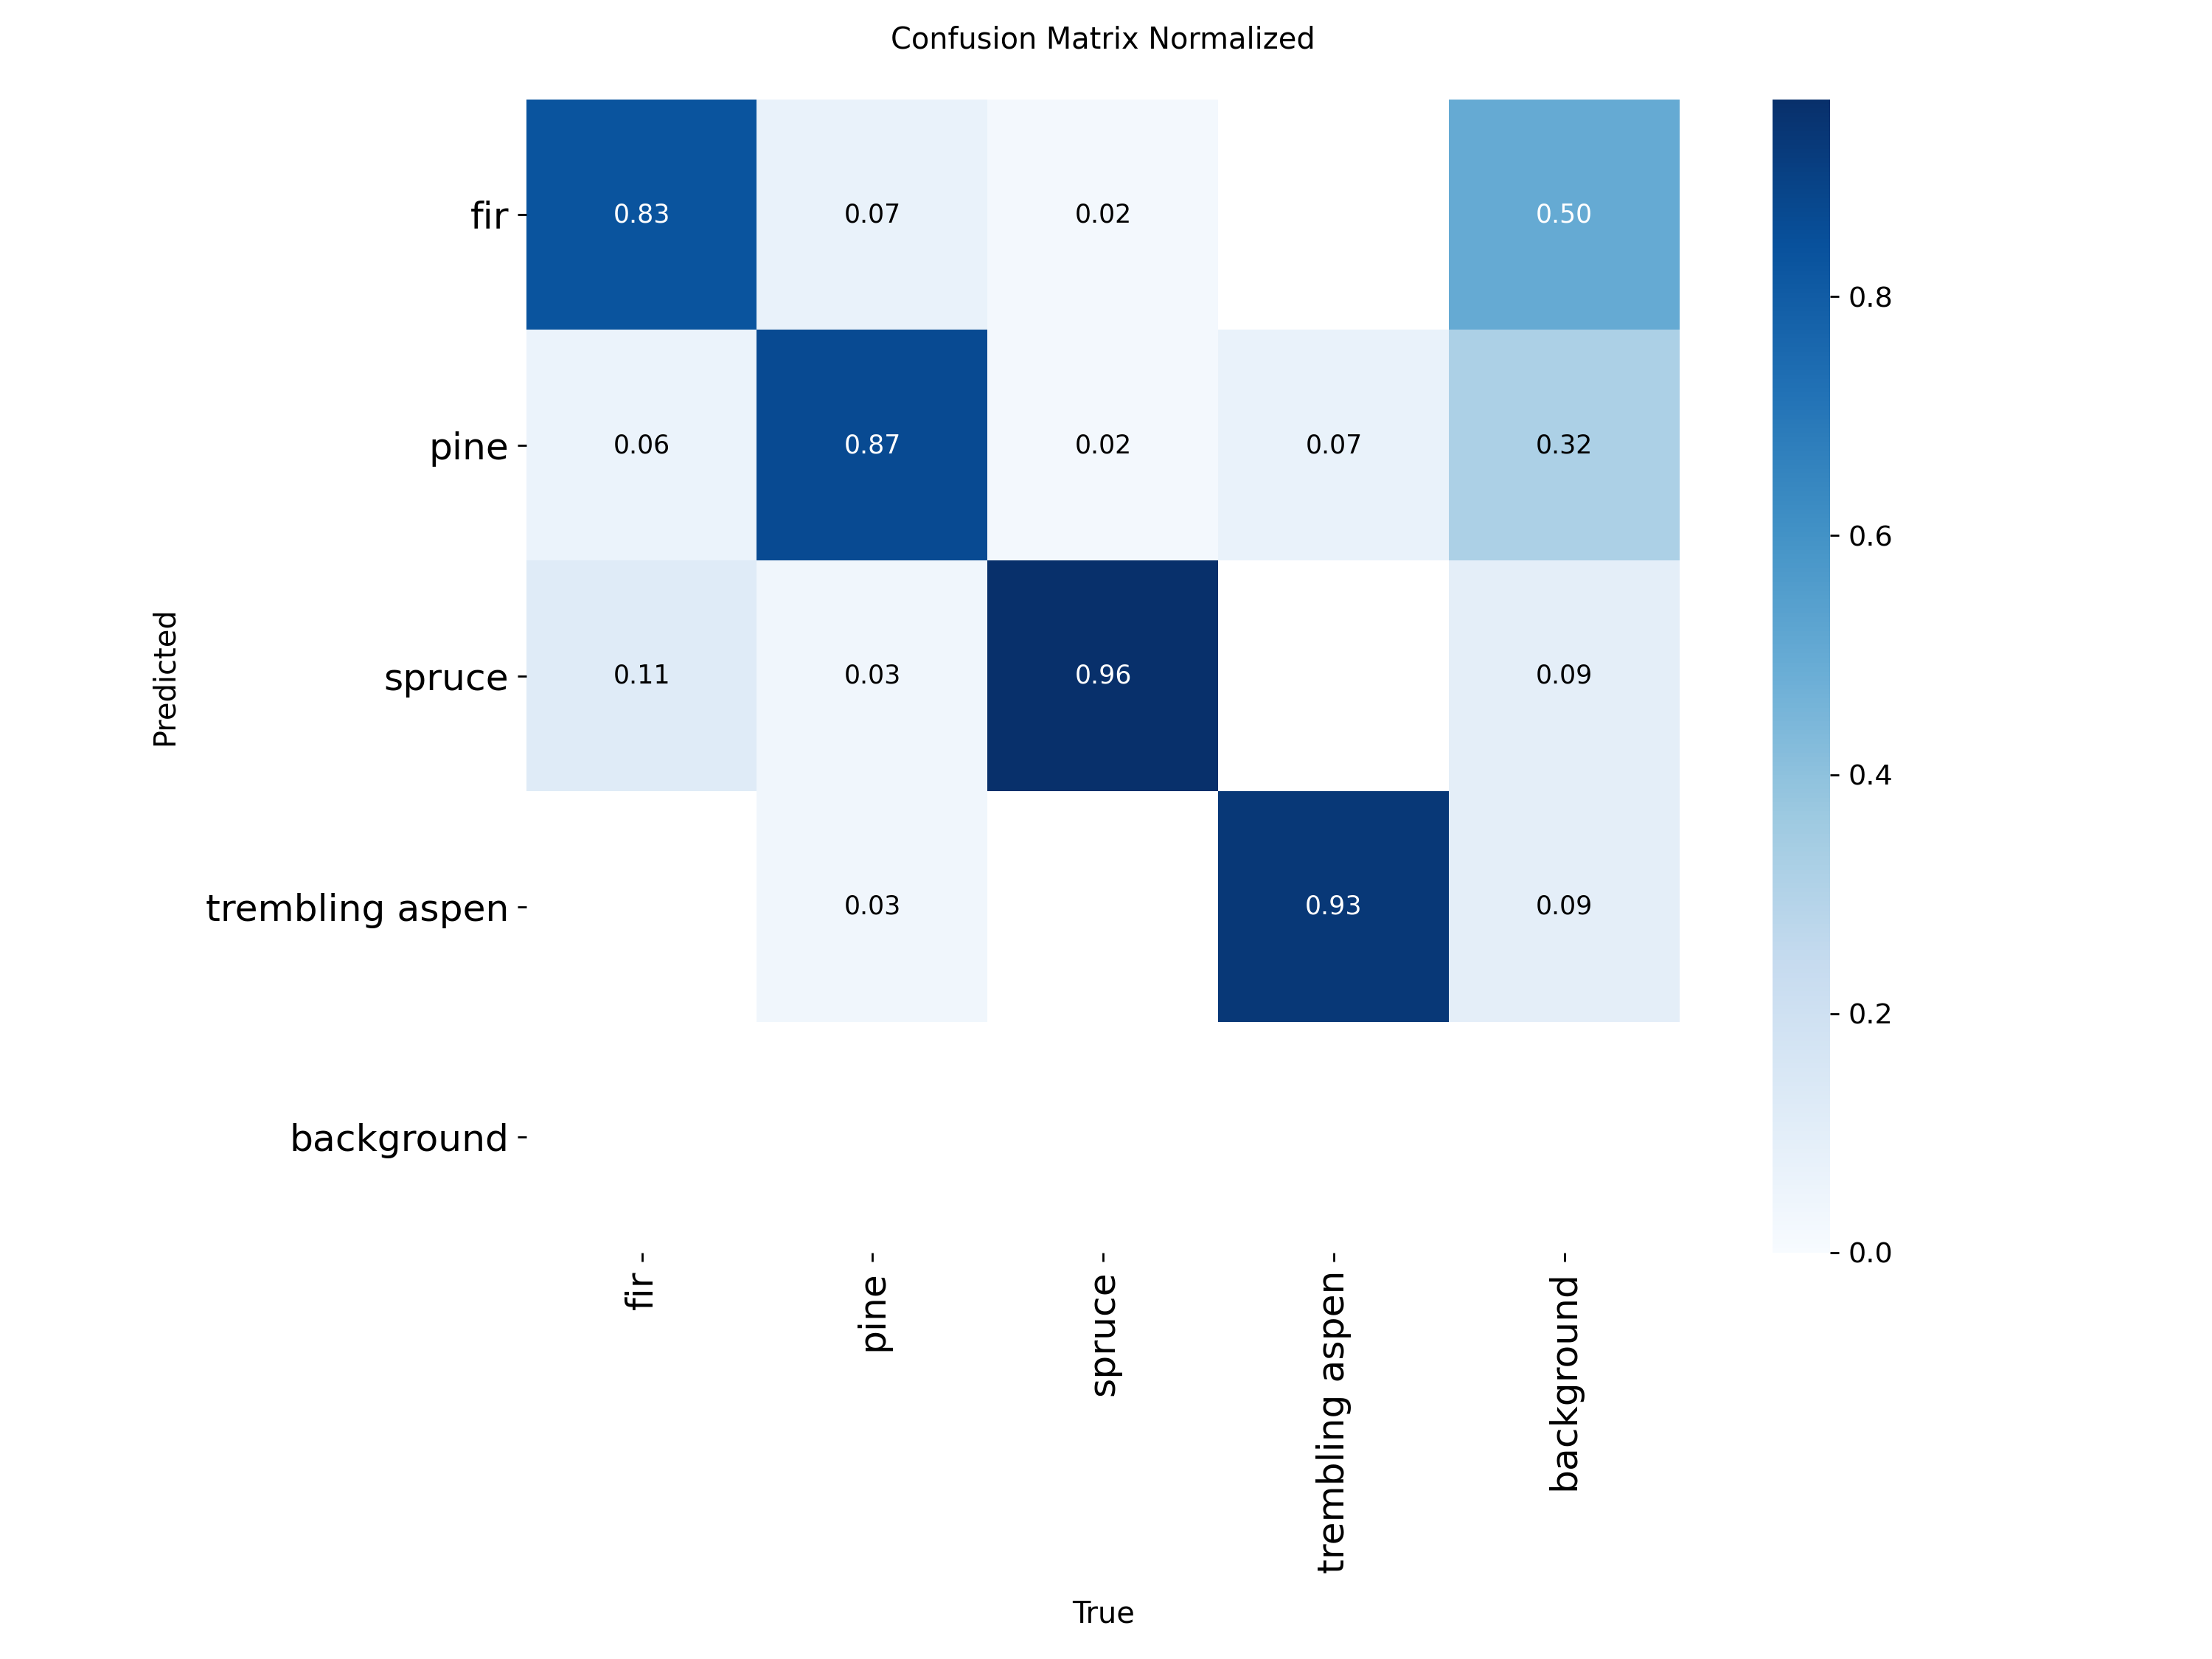 Confusion Matrix Normalized
fir
0.83
0.07
0.02
0.50
pine
0.06
0.87
0.02
0.07
0.32
spruce
0.11
0.03
0.96
0.09
trembling aspen
0.03
0.93
0.09
background
Predicted
fir
pine
spruce
trembling aspen
background
True
0.8
0.6
0.4
0.2
0.0